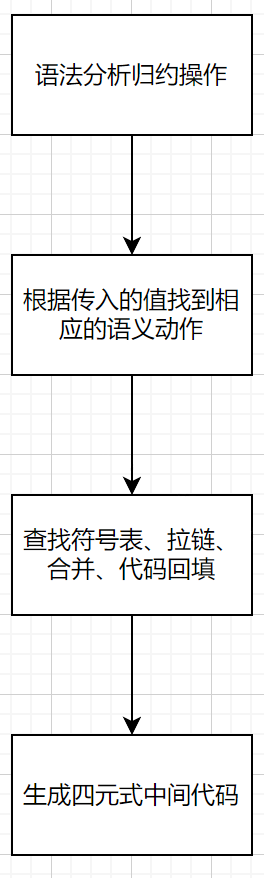 语法分析归约操作
根据传入的值找到相
应的语义动作
查找符号表、拉链、
合并、代码回填
生成四元式中间代码